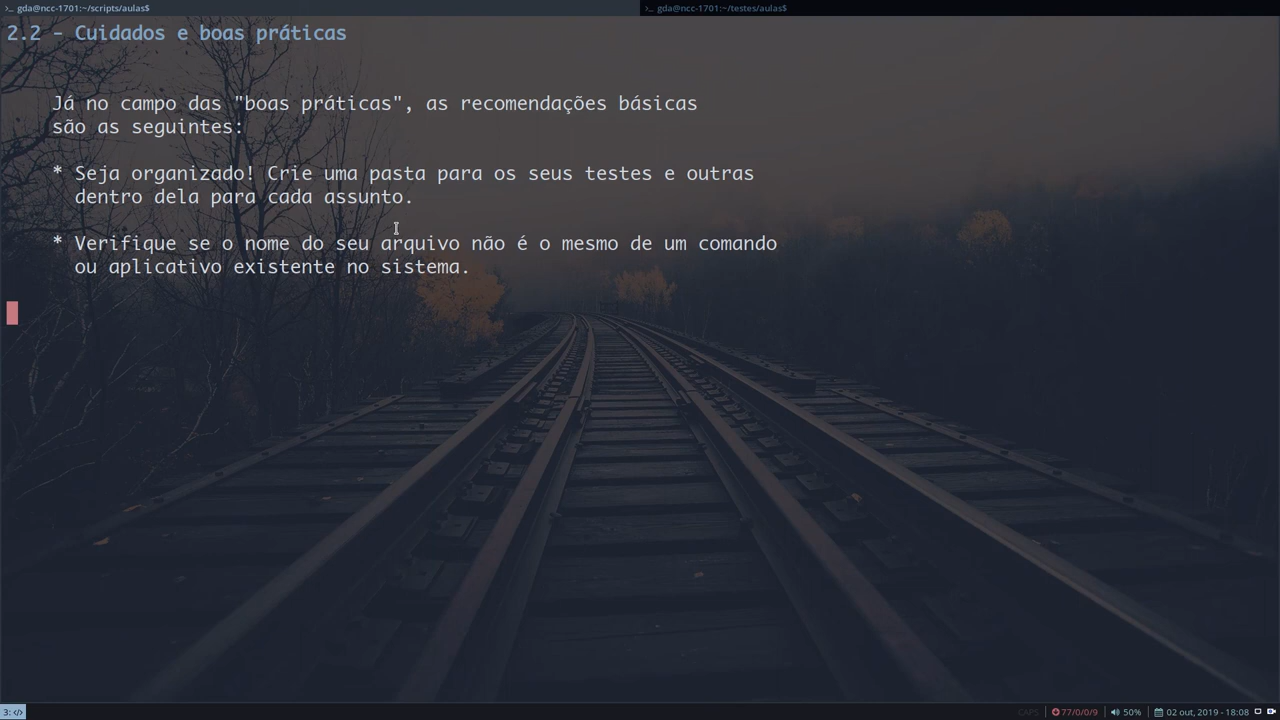 >_ gda@ncc-1701:~/scripts/aulas$
>_ gda@ncc-1701:~/testes/aulas$
2.2 - Cuidados e boas práticas
Já no campo das "boas práticas", as recomendações básicas
são as seguintes:
* Seja organizado! Crie uma pasta para os seus testes e outras
dentro dela para cada assunto.
* Verifique se o nome do seu arquivo não é o mesmo de um comando
ou aplicativo existente no sistema.
3: </>
CAPS
77/0/0/9
50%
02 out, 2019 - 18:08